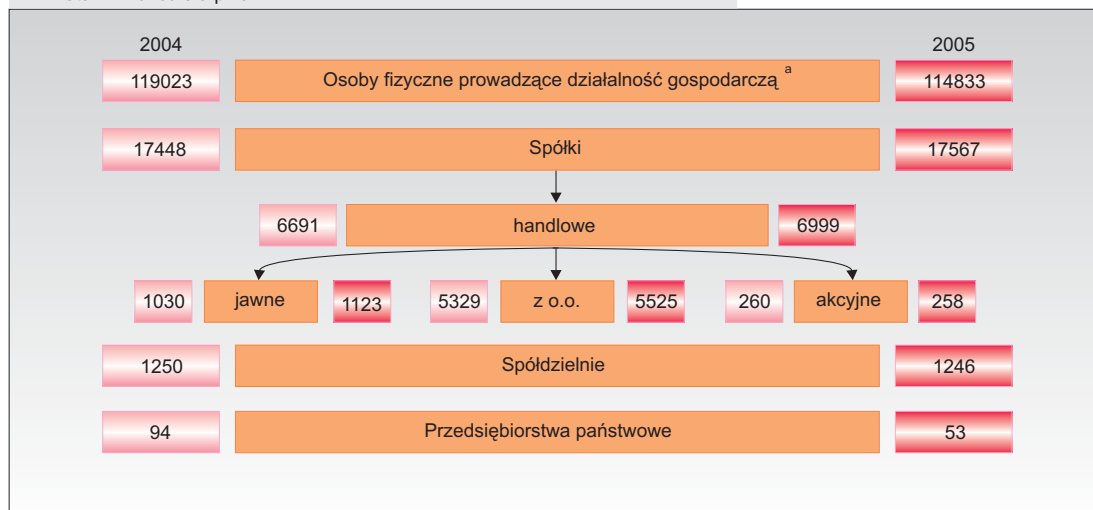 2004 2005
119023 Osoby fizyczne prowadzące działalność gospodarczą a 114833
17448 Spółki 17567
6691 handlowe 6999
1030 jawne 1123 5329 z o.o. 5525 260 akcyjne 258
1250 Spółdzielnie 1246
94 Przedsiębiorstwa państwowe 53